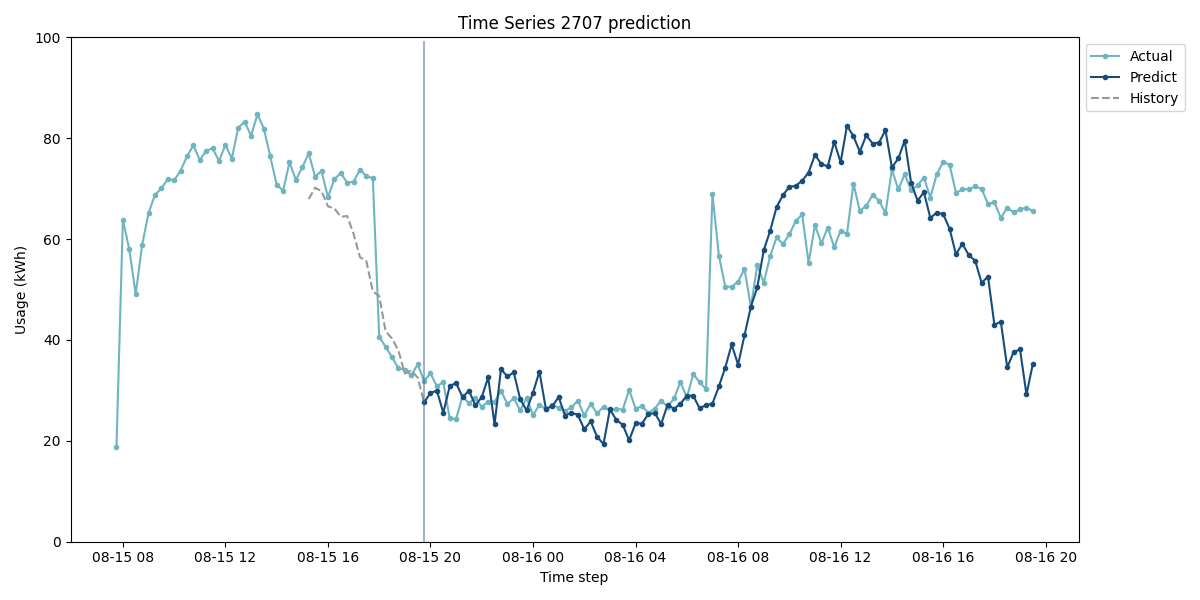 Time Series 2707 prediction
Actual
Predict
History
Usage (kWh)
100
80
60
40
20
0
08-15 08
08-15 12
08-15 16
08-15 20
08-16 00
08-16 04
08-16 08
08-16 12
08-16 16
08-16 20
Time step